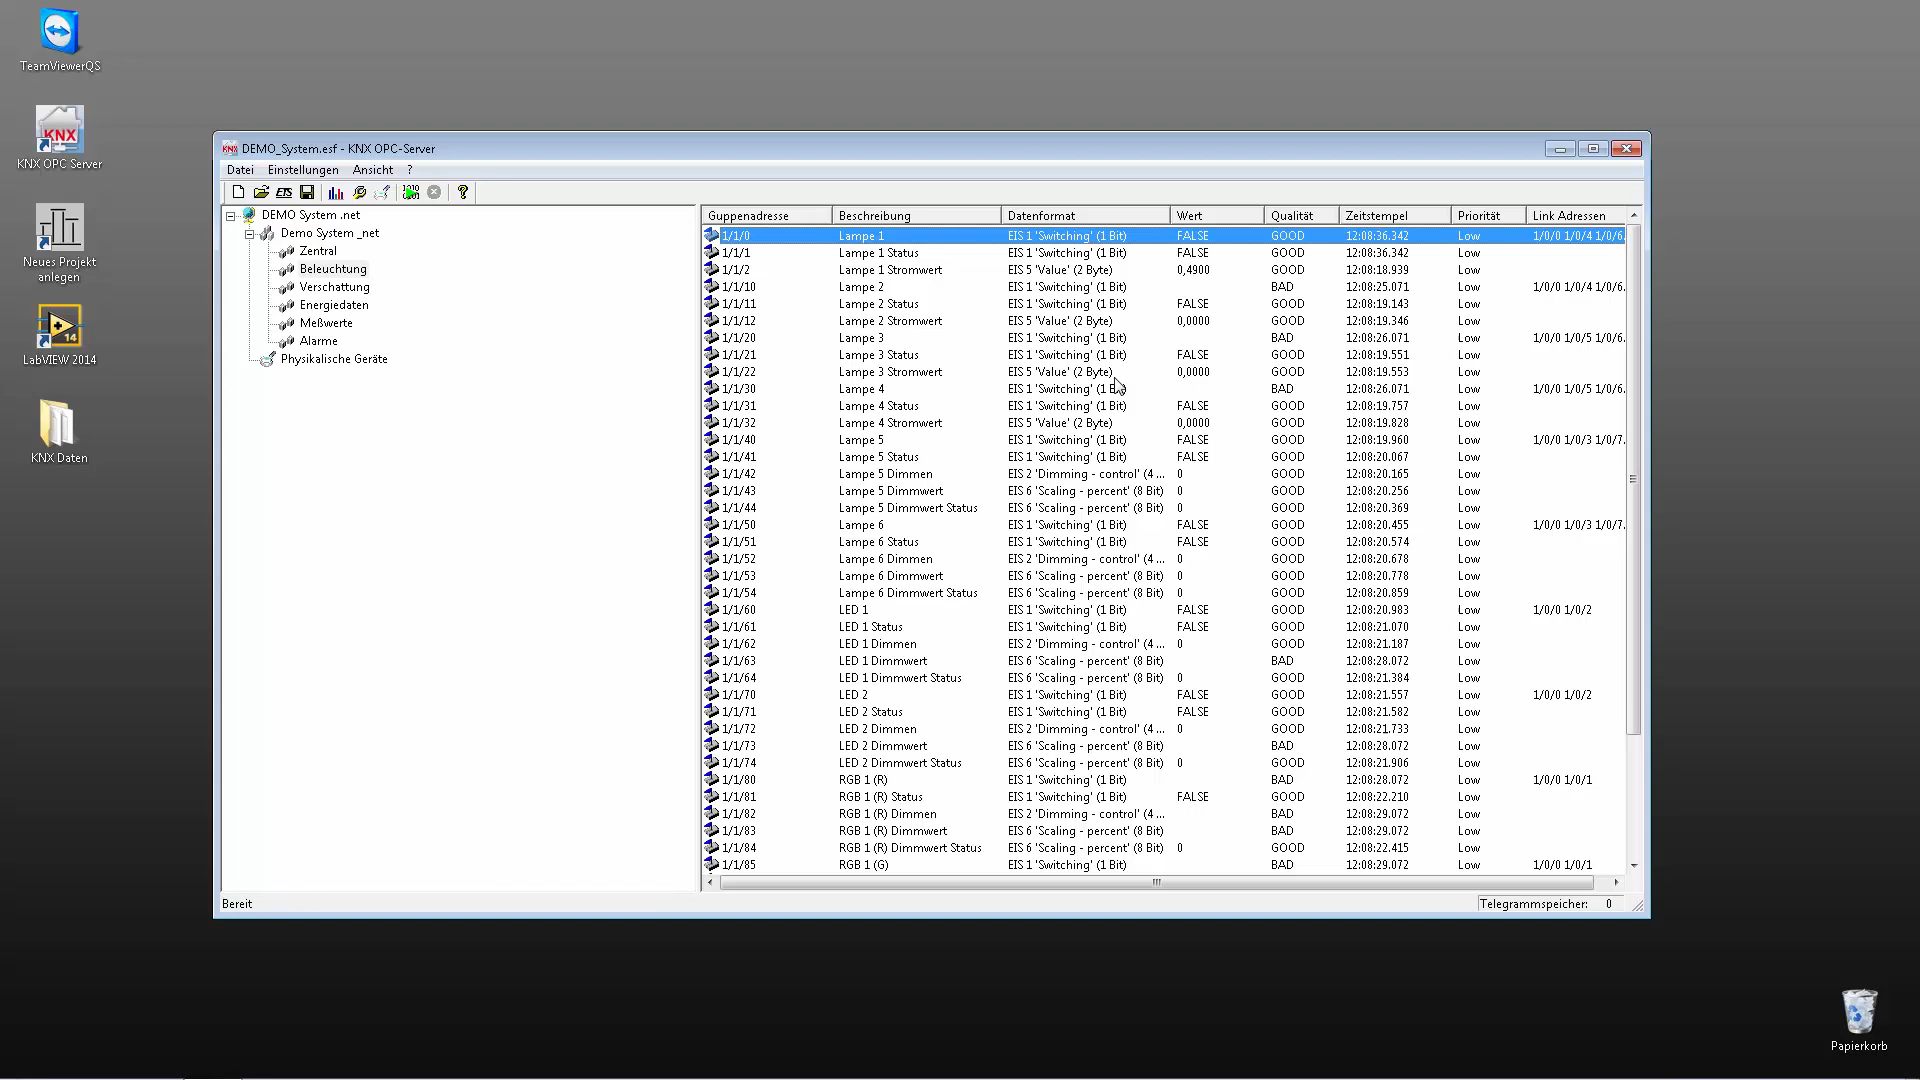 TeamViewerQS
KNX
KNX OPC Server
Neues Projekt
anlegen
14
LabVIEW 2014
KNX Daten
DEMO_System.esf - KNX OPC-Server
Datei Einstellungen Ansicht ?
ETS
DEMO System .net
Demo System _net
Zentral
Beleuchtung
Verschattung
Energiedaten
Meßwerte
Alarme
Physikalische Geräte
Guppenadresse Beschreibung Datenformat Wert Qualität Zeitstempel Priorität Link Adressen
1/1/0 Lampe 1 EIS 1 'Switching' (1 Bit) FALSE GOOD 12:08:36.342 Low 1/0/0 1/0/4 1/0/6.
1/1/1 Lampe 1 Status EIS 1 'Switching' (1 Bit) FALSE GOOD 12:08:36.342 Low
1/1/2 Lampe 1 Stromwert EIS 5 'Value' (2 Byte) 0,4900 GOOD 12:08:18.939 Low
1/1/10 Lampe 2 EIS 1 'Switching' (1 Bit) BAD 12:08:25.071 Low 1/0/0 1/0/4 1/0/6.
1/1/11 Lampe 2 Status EIS 1 'Switching' (1 Bit) FALSE GOOD 12:08:19.143 Low
1/1/12 Lampe 2 Stromwert EIS 5 'Value' (2 Byte) 0,0000 GOOD 12:08:19.346 Low
1/1/20 Lampe 3 EIS 1 'Switching' (1 Bit) BAD 12:08:26.071 Low 1/0/0 1/0/5 1/0/6.
1/1/21 Lampe 3 Status EIS 1 'Switching' (1 Bit) FALSE GOOD 12:08:19.551 Low
1/1/22 Lampe 3 Stromwert EIS 5 'Value' (2 Byte) 0,0000 GOOD 12:08:19.553 Low
1/1/30 Lampe 4 EIS 1 'Switching' (1 Bit) BAD 12:08:26.071 Low 1/0/0 1/0/5 1/0/6.
1/1/31 Lampe 4 Status EIS 1 'Switching' (1 Bit) FALSE GOOD 12:08:19.757 Low
1/1/32 Lampe 4 Stromwert EIS 5 'Value' (2 Byte) 0,0000 GOOD 12:08:19.828 Low
1/1/40 Lampe 5 EIS 1 'Switching' (1 Bit) FALSE GOOD 12:08:19.960 Low 1/0/0 1/0/3 1/0/7.
1/1/41 Lampe 5 Status EIS 1 'Switching' (1 Bit) FALSE GOOD 12:08:20.067 Low
1/1/42 Lampe 5 Dimmen EIS 2 'Dimming - control' (4 ... 0 GOOD 12:08:20.165 Low
1/1/43 Lampe 5 Dimmwert EIS 6 'Scaling - percent' (8 Bit) 0 GOOD 12:08:20.256 Low
1/1/44 Lampe 5 Dimmwert Status EIS 6 'Scaling - percent' (8 Bit) 0 GOOD 12:08:20.369 Low
1/1/50 Lampe 6 EIS 1 'Switching' (1 Bit) FALSE GOOD 12:08:20.455 Low 1/0/0 1/0/3 1/0/7.
1/1/51 Lampe 6 Status EIS 1 'Switching' (1 Bit) FALSE GOOD 12:08:20.574 Low
1/1/52 Lampe 6 Dimmen EIS 2 'Dimming - control' (4 ... 0 GOOD 12:08:20.678 Low
1/1/53 Lampe 6 Dimmwert EIS 6 'Scaling - percent' (8 Bit) 0 GOOD 12:08:20.778 Low
1/1/54 Lampe 6 Dimmwert Status EIS 6 'Scaling - percent' (8 Bit) 0 GOOD 12:08:20.859 Low
1/1/60 LED 1 EIS 1 'Switching' (1 Bit) FALSE GOOD 12:08:20.983 Low 1/0/0 1/0/2
1/1/61 LED 1 Status EIS 1 'Switching' (1 Bit) FALSE GOOD 12:08:21.070 Low
1/1/62 LED 1 Dimmen EIS 2 'Dimming - control' (4 ... 0 GOOD 12:08:21.187 Low
1/1/63 LED 1 Dimmwert EIS 6 'Scaling - percent' (8 Bit) BAD 12:08:28.072 Low
1/1/64 LED 1 Dimmwert Status EIS 6 'Scaling - percent' (8 Bit) 0 GOOD 12:08:21.384 Low
1/1/70 LED 2 EIS 1 'Switching' (1 Bit) FALSE GOOD 12:08:21.557 Low 1/0/0 1/0/2
1/1/71 LED 2 Status EIS 1 'Switching' (1 Bit) FALSE GOOD 12:08:21.582 Low
1/1/72 LED 2 Dimmen EIS 2 'Dimming - control' (4 ... 0 GOOD 12:08:21.733 Low
1/1/73 LED 2 Dimmwert EIS 6 'Scaling - percent' (8 Bit) BAD 12:08:28.072 Low
1/1/74 LED 2 Dimmwert Status EIS 6 'Scaling - percent' (8 Bit) 0 GOOD 12:08:21.906 Low
1/1/80 RGB 1 (R) EIS 1 'Switching' (1 Bit) BAD 12:08:28.072 Low 1/0/0 1/0/1
1/1/81 RGB 1 (R) Status EIS 1 'Switching' (1 Bit) FALSE GOOD 12:08:22.210 Low
1/1/82 RGB 1 (R) Dimmen EIS 2 'Dimming - control' (4 ... BAD 12:08:29.072 Low
1/1/83 RGB 1 (R) Dimmwert EIS 6 'Scaling - percent' (8 Bit) BAD 12:08:29.072 Low
1/1/84 RGB 1 (R) Dimmwert Status EIS 6 'Scaling - percent' (8 Bit) 0 GOOD 12:08:22.415 Low
1/1/85 RGB 1 (G) EIS 1 'Switching' (1 Bit) BAD 12:08:29.072 Low 1/0/0 1/0/1
Bereit
Telegrammspeicher: 0
Papierkorb